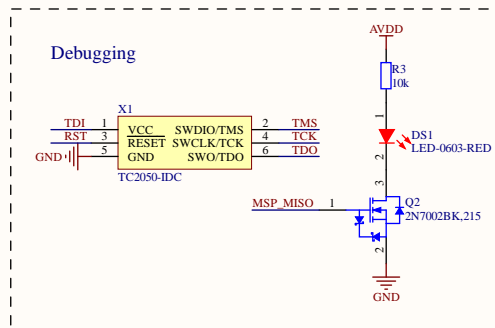 Debugging
AVDD
R3
10k
1
DS1
LED-0603-RED
2
X1
TDI 1 VCC SWDIO/TMS 2 TMS
RST 3 RESET SWCLK/TCK 4 TCK
GND 5 GND SWO/TDO 6 TDO
TC2050-IDC
3
MSP_MISO 1
Q2
2N7002BK,215
2
GND